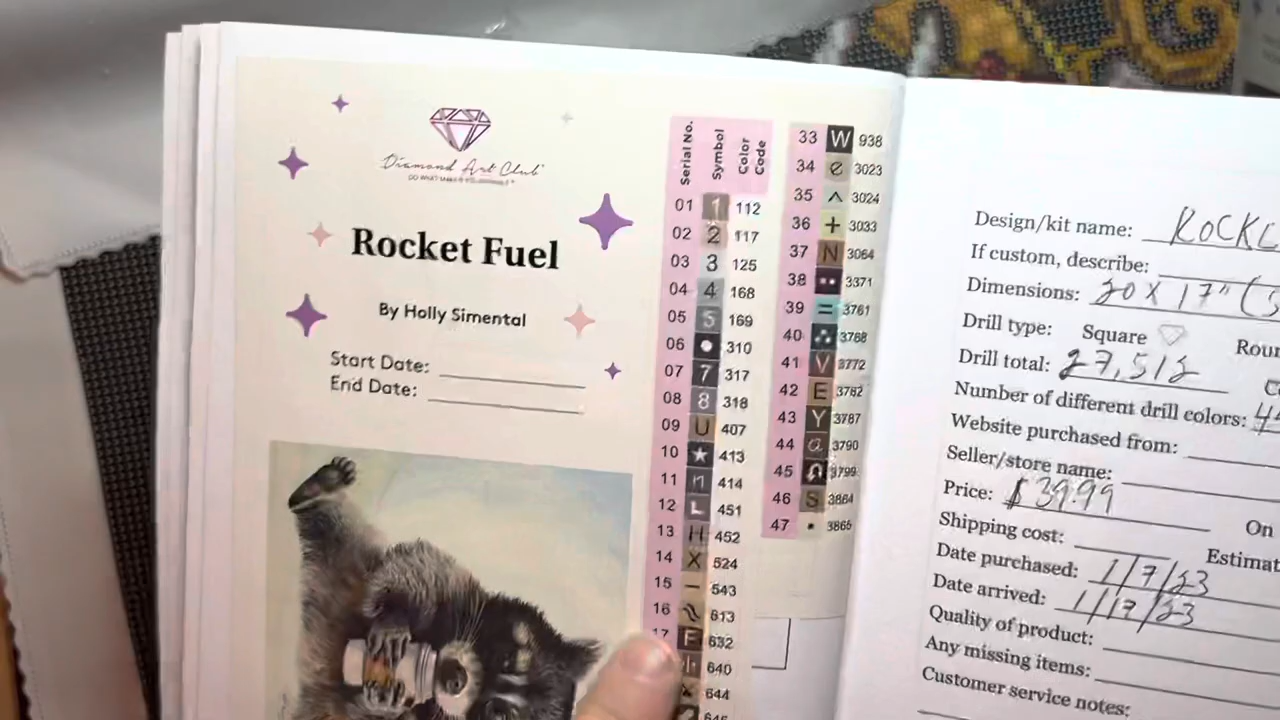 Diamond Art Club
Rocket Fuel
By Holly Simental
Start Date:
End Date:
Serial No. Symbol Color Code
01 1 112
02 2 117
03 3 125
04 4 168
05 5 169
06 310
07 7 317
08 8 318
09 U 407
10 ★ 413
11 n 414
12 L 451
13 H 452
14 X 524
15 – 543
16 613
17 F 632
640
644
33 W 938
34 e 3023
35 ^ 3024
36 + 3033
37 N 3064
38 3371
39 = 3761
40 3768
41 V 3772
42 E 3782
43 Y 3787
44 a 3790
45 3799
46 S 3864
47 • 3865
Design/kit name:
If custom, describe:
Dimensions: 20 X 17"
Drill type: Square
Drill total: 27,512
Number of different drill colors:
Website purchased from:
Seller/store name:
Price: $39.99
Shipping cost:
Date purchased: 1/7/23
Date arrived: 1/17/23
Quality of product:
Any missing items:
Customer service notes: